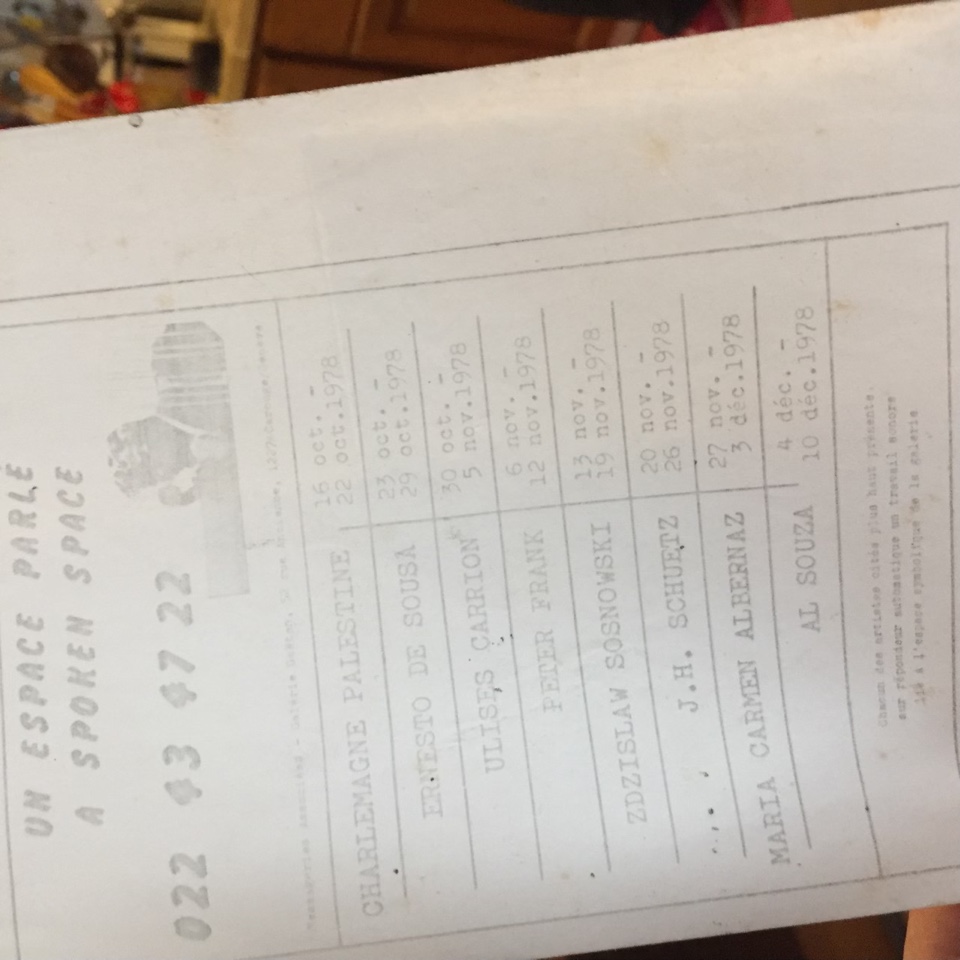 UN ESPACE PARLÉ
A SPOKEN SPACE
022 43 47 22
CHARLEMAGNE PALESTINE 16 oct. - 22 oct.1978
ERNESTO DE SOUSA 23 oct. - 29 oct.1978
ULISES CARRION 30 oct. - 5 nov.1978
PETER FRANK 6 nov. - 12 nov.1978
ZDZISLAW SOSNOWSKI 13 nov. - 19 nov.1978
J.H. SCHUETZ 20 nov. - 26 nov.1978
MARIA CARMEN ALBERNAZ 27 nov. - 3 déc.1978
AL SOUZA 4 déc. - 10 déc.1978
Chacun des artistes cités plus haut présente,
sur répondeur automatique un travail sonore
lié à l'espace symbolique de la galerie